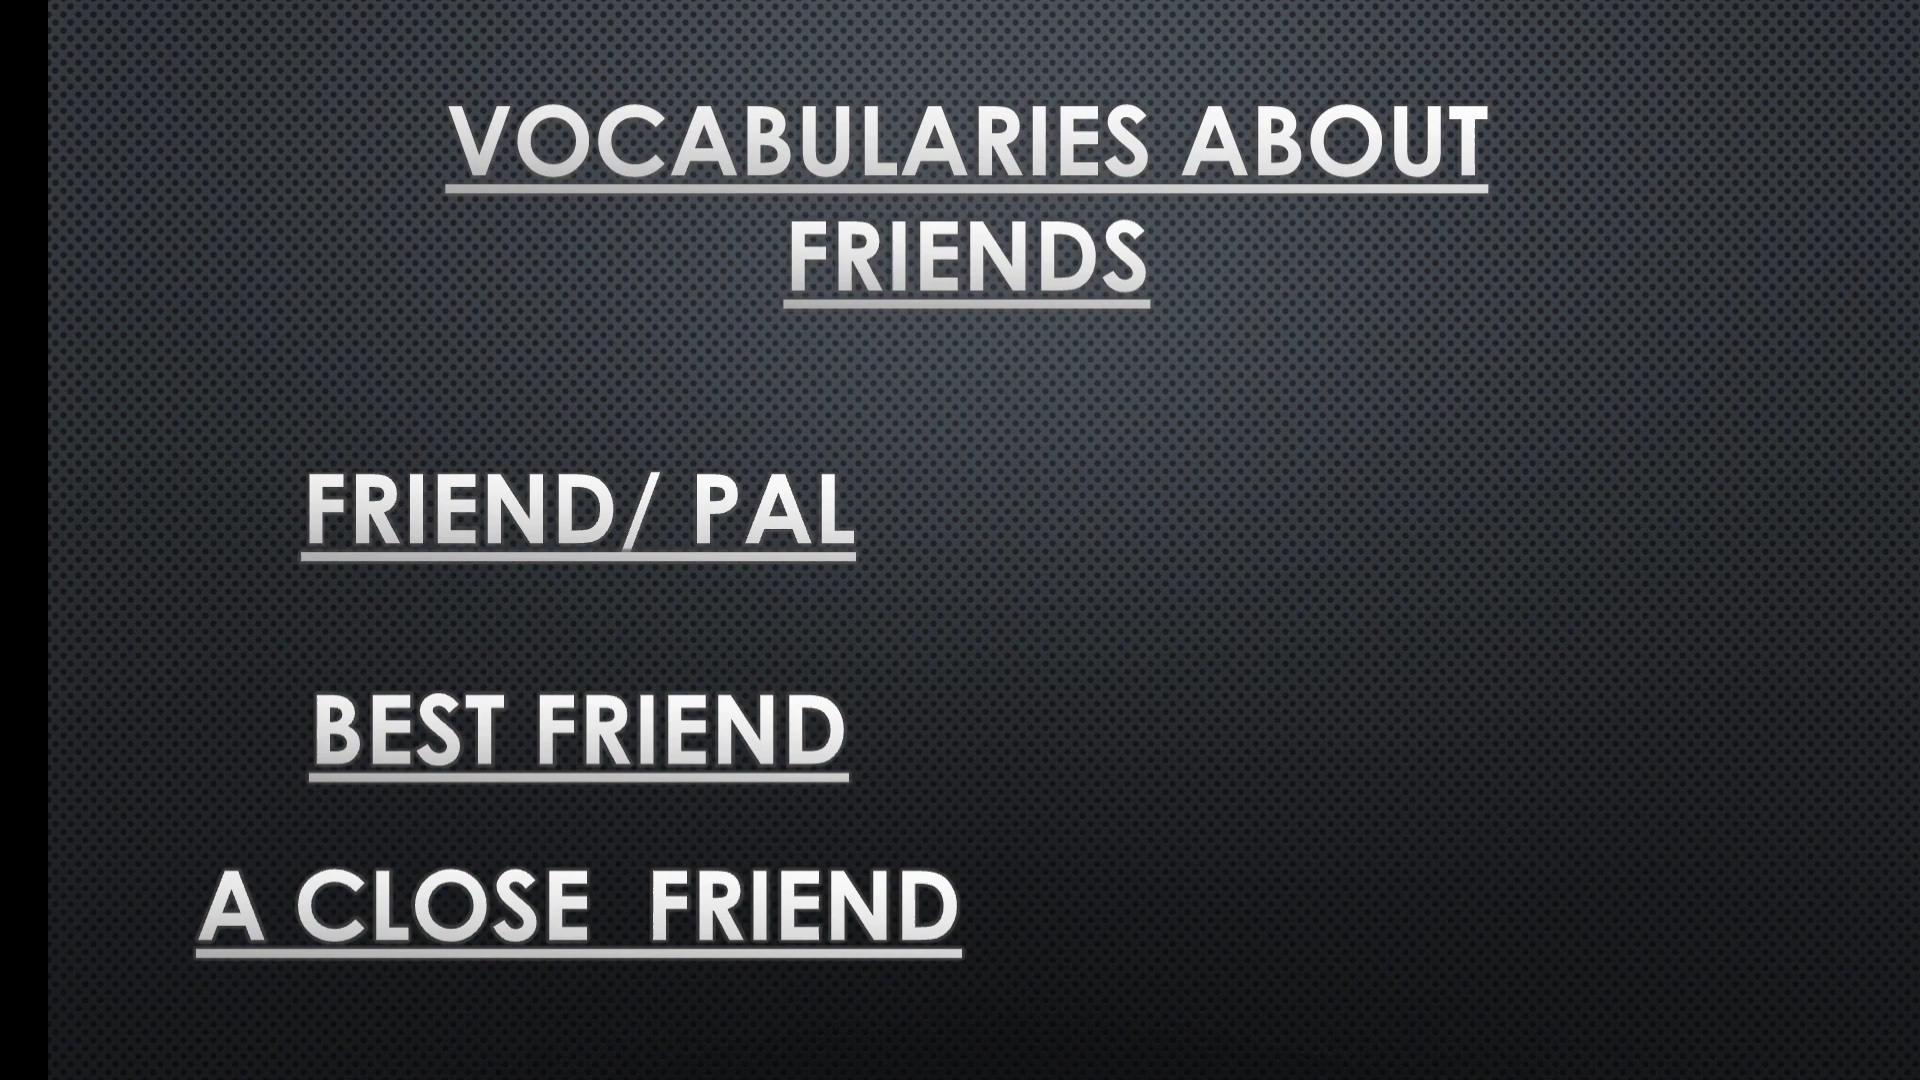 VOCABULARIES ABOUT
FRIENDS
FRIEND/ PAL
BEST FRIEND
A CLOSE  FRIEND